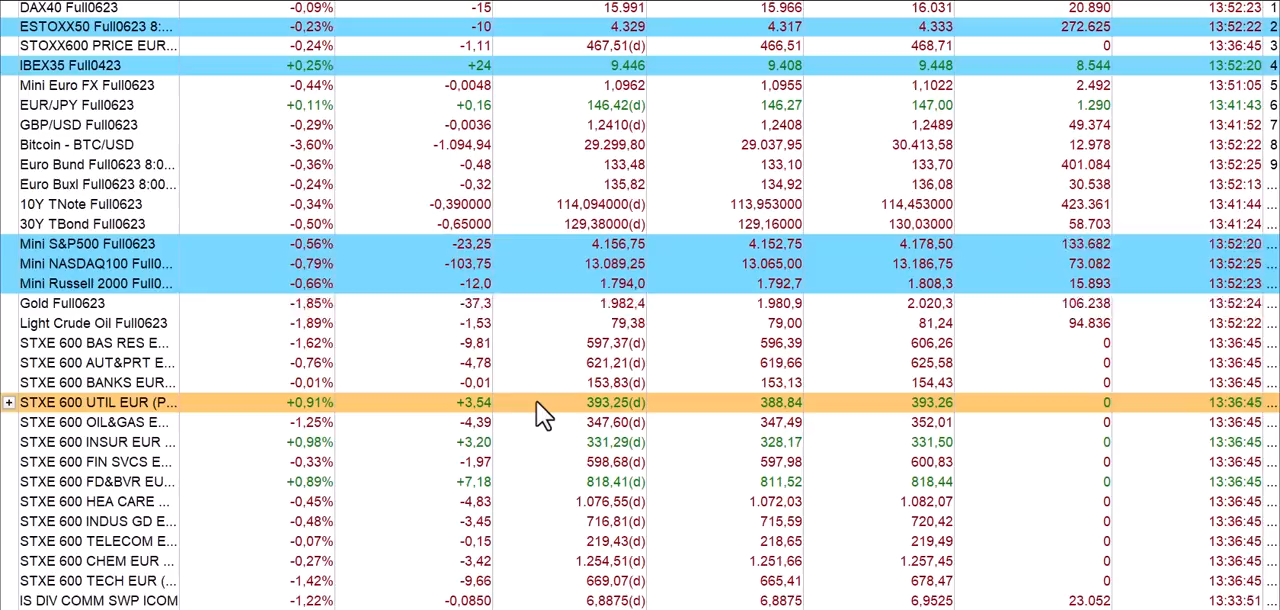 DAX40 Full0623 -0,09% -15 15.991 15.966 16.031 20.890 13:52:23 1
ESTOXX50 Full0623 8:... -0,23% -10 4.329 4.317 4.333 272.625 13:52:22 2
STOXX600 PRICE EUR... -0,24% -1,11 467,51(d) 466,51 468,71 0 13:36:45 3
IBEX35 Full0423 +0,25% +24 9.446 9.408 9.448 8.544 13:52:20 4
Mini Euro FX Full0623 -0,44% -0,0048 1,0962 1,0955 1,1022 2.492 13:51:05 5
EUR/JPY Full0623 +0,11% +0,16 146,42(d) 146,27 147,00 1.290 13:41:43 6
GBP/USD Full0623 -0,29% -0,0036 1,2410(d) 1,2408 1,2489 49.374 13:41:52 7
Bitcoin - BTC/USD -3,60% -1.094,94 29.299,80 29.037,95 30.413,58 12.978 13:52:22 8
Euro Bund Full0623 8:0... -0,36% -0,48 133,48 133,10 133,70 401.084 13:52:25 9
Euro Buxl Full0623 8:00... -0,24% -0,32 135,82 134,92 136,08 30.538 13:52:13 ...
10Y TNote Full0623 -0,34% -0,390000 114,094000(d) 113,953000 114,453000 423.361 13:41:44 ...
30Y TBond Full0623 -0,50% -0,65000 129,38000(d) 129,16000 130,03000 58.703 13:41:24 ...
Mini S&P500 Full0623 -0,56% -23,25 4.156,75 4.152,75 4.178,50 133.682 13:52:20 ...
Mini NASDAQ100 Full0... -0,79% -103,75 13.089,25 13.065,00 13.186,75 73.082 13:52:25 ...
Mini Russell 2000 Full0... -0,66% -12,0 1.794,0 1.792,7 1.808,3 15.893 13:52:23 ...
Gold Full0623 -1,85% -37,3 1.982,4 1.980,9 2.020,3 106.238 13:52:24 ...
Light Crude Oil Full0623 -1,89% -1,53 79,38 79,00 81,24 94.836 13:52:22 ...
STXE 600 BAS RES E... -1,62% -9,81 597,37(d) 596,39 606,26 0 13:36:45 ...
STXE 600 AUT&PRT E... -0,76% -4,78 621,21(d) 619,66 625,58 0 13:36:45 ...
STXE 600 BANKS EUR... -0,01% -0,01 153,83(d) 153,13 154,43 0 13:36:45 ...
STXE 600 UTIL EUR (P... +0,91% +3,54 393,25(d) 388,84 393,26 0 13:36:45 ...
STXE 600 OIL&GAS E... -1,25% -4,39 347,60(d) 347,49 352,01 0 13:36:45 ...
STXE 600 INSUR EUR ... +0,98% +3,20 331,29(d) 328,17 331,50 0 13:36:45 ...
STXE 600 FIN SVCS E... -0,33% -1,97 598,68(d) 597,98 600,83 0 13:36:45 ...
STXE 600 FD&BVR EU... +0,89% +7,18 818,41(d) 811,52 818,44 0 13:36:45 ...
STXE 600 HEA CARE ... -0,45% -4,83 1.076,55(d) 1.072,03 1.082,07 0 13:36:45 ...
STXE 600 INDUS GD E... -0,48% -3,45 716,81(d) 715,59 720,42 0 13:36:45 ...
STXE 600 TELECOM E... -0,07% -0,15 219,43(d) 218,65 219,49 0 13:36:45 ...
STXE 600 CHEM EUR ... -0,27% -3,42 1.254,51(d) 1.251,66 1.257,45 0 13:36:45 ...
STXE 600 TECH EUR (... -1,42% -9,66 669,07(d) 665,41 678,47 0 13:36:45 ...
IS DIV COMM SWP ICOM -1,22% -0,0850 6,8875(d) 6,8875 6,9525 23.052 13:33:51 ...